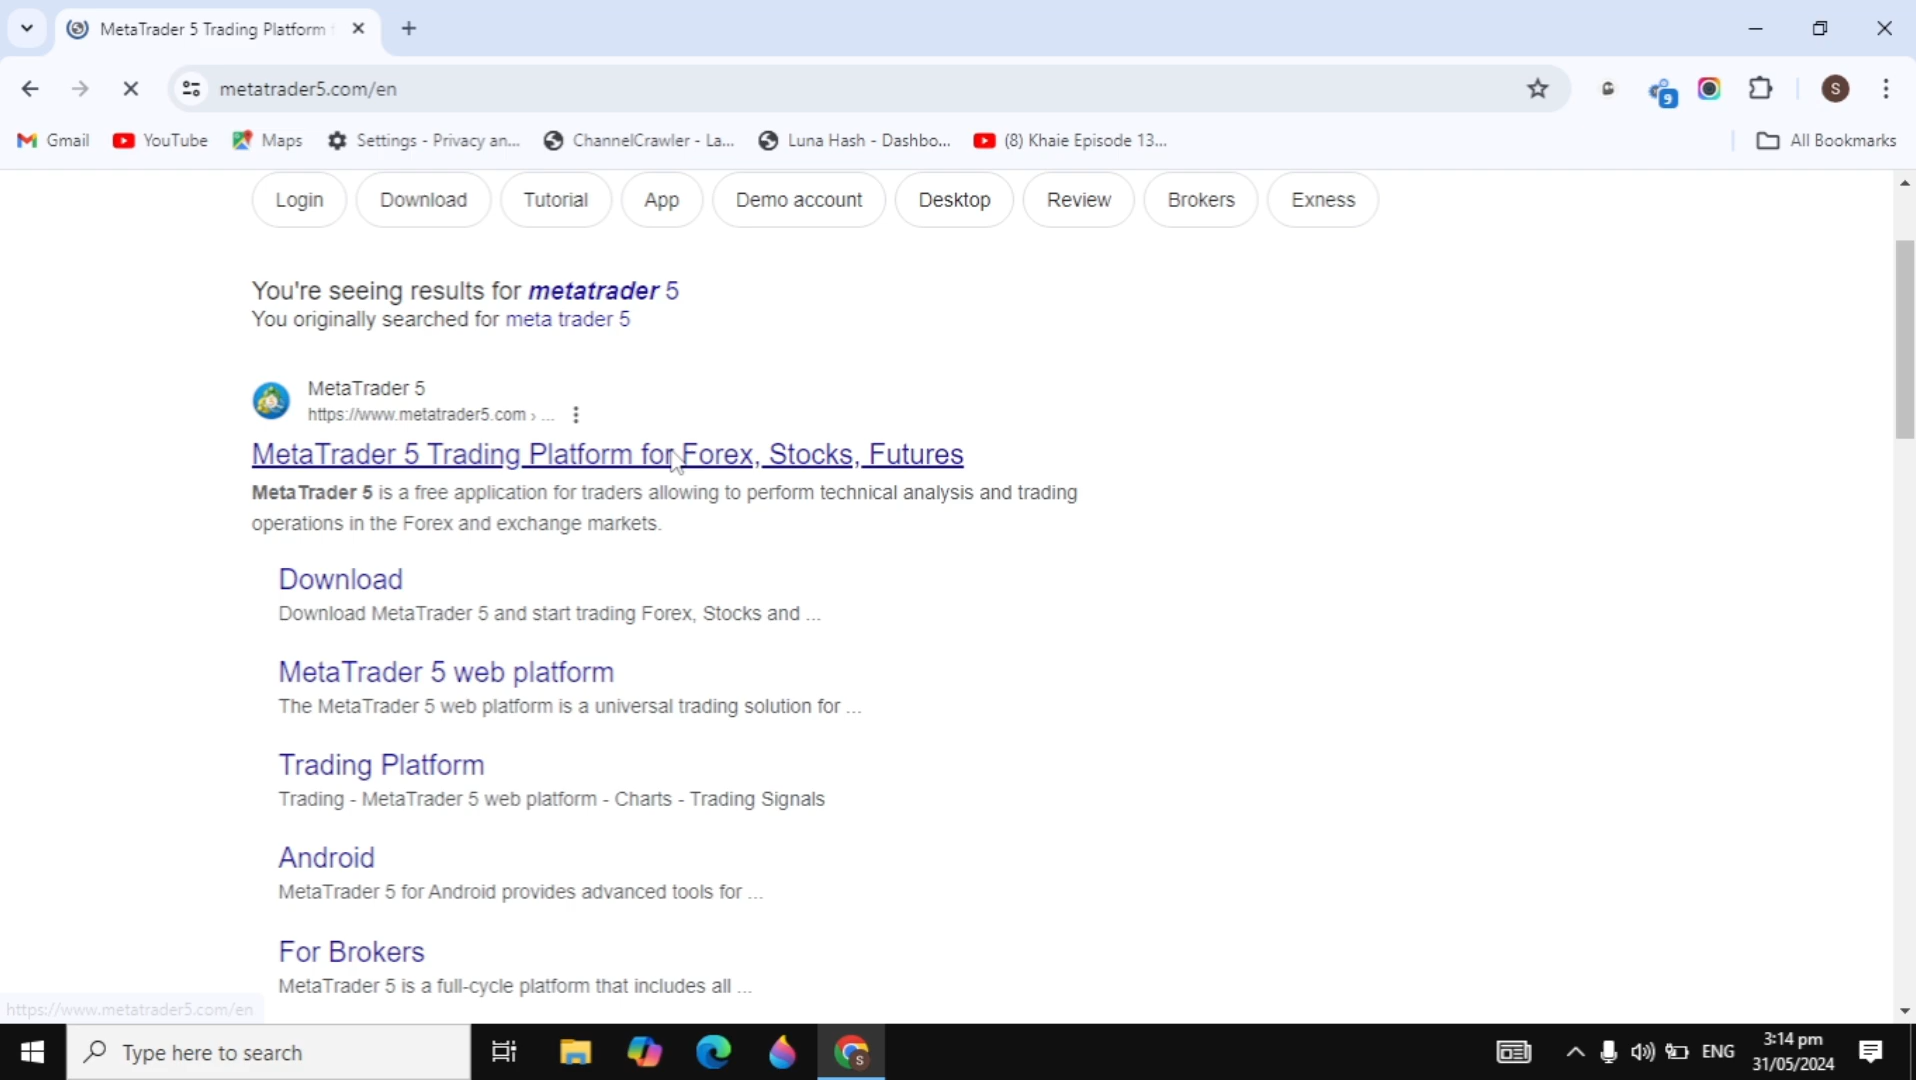 MetaTrader 5 Trading Platform
metatrader5.com/en
9
S
Gmail
YouTube
Maps
Settings - Privacy an...
ChannelCrawler - La...
Luna Hash - Dashbo...
(8) Khaie Episode 13...
All Bookmarks
Login
Download
Tutorial
App
Demo account
Desktop
Review
Brokers
Exness
You're seeing results for metatrader 5
You originally searched for meta trader 5
MetaTrader 5
https://www.metatrader5.com › ...
MetaTrader 5 Trading Platform for Forex, Stocks, Futures
MetaTrader 5 is a free application for traders allowing to perform technical analysis and trading
operations in the Forex and exchange markets.
Download
Download MetaTrader 5 and start trading Forex, Stocks and ...
MetaTrader 5 web platform
The MetaTrader 5 web platform is a universal trading solution for ...
Trading Platform
Trading - MetaTrader 5 web platform - Charts - Trading Signals
Android
MetaTrader 5 for Android provides advanced tools for ...
For Brokers
MetaTrader 5 is a full-cycle platform that includes all ...
https://www.metatrader5.com/en
Type here to search
S
ENG
3:14 pm
31/05/2024